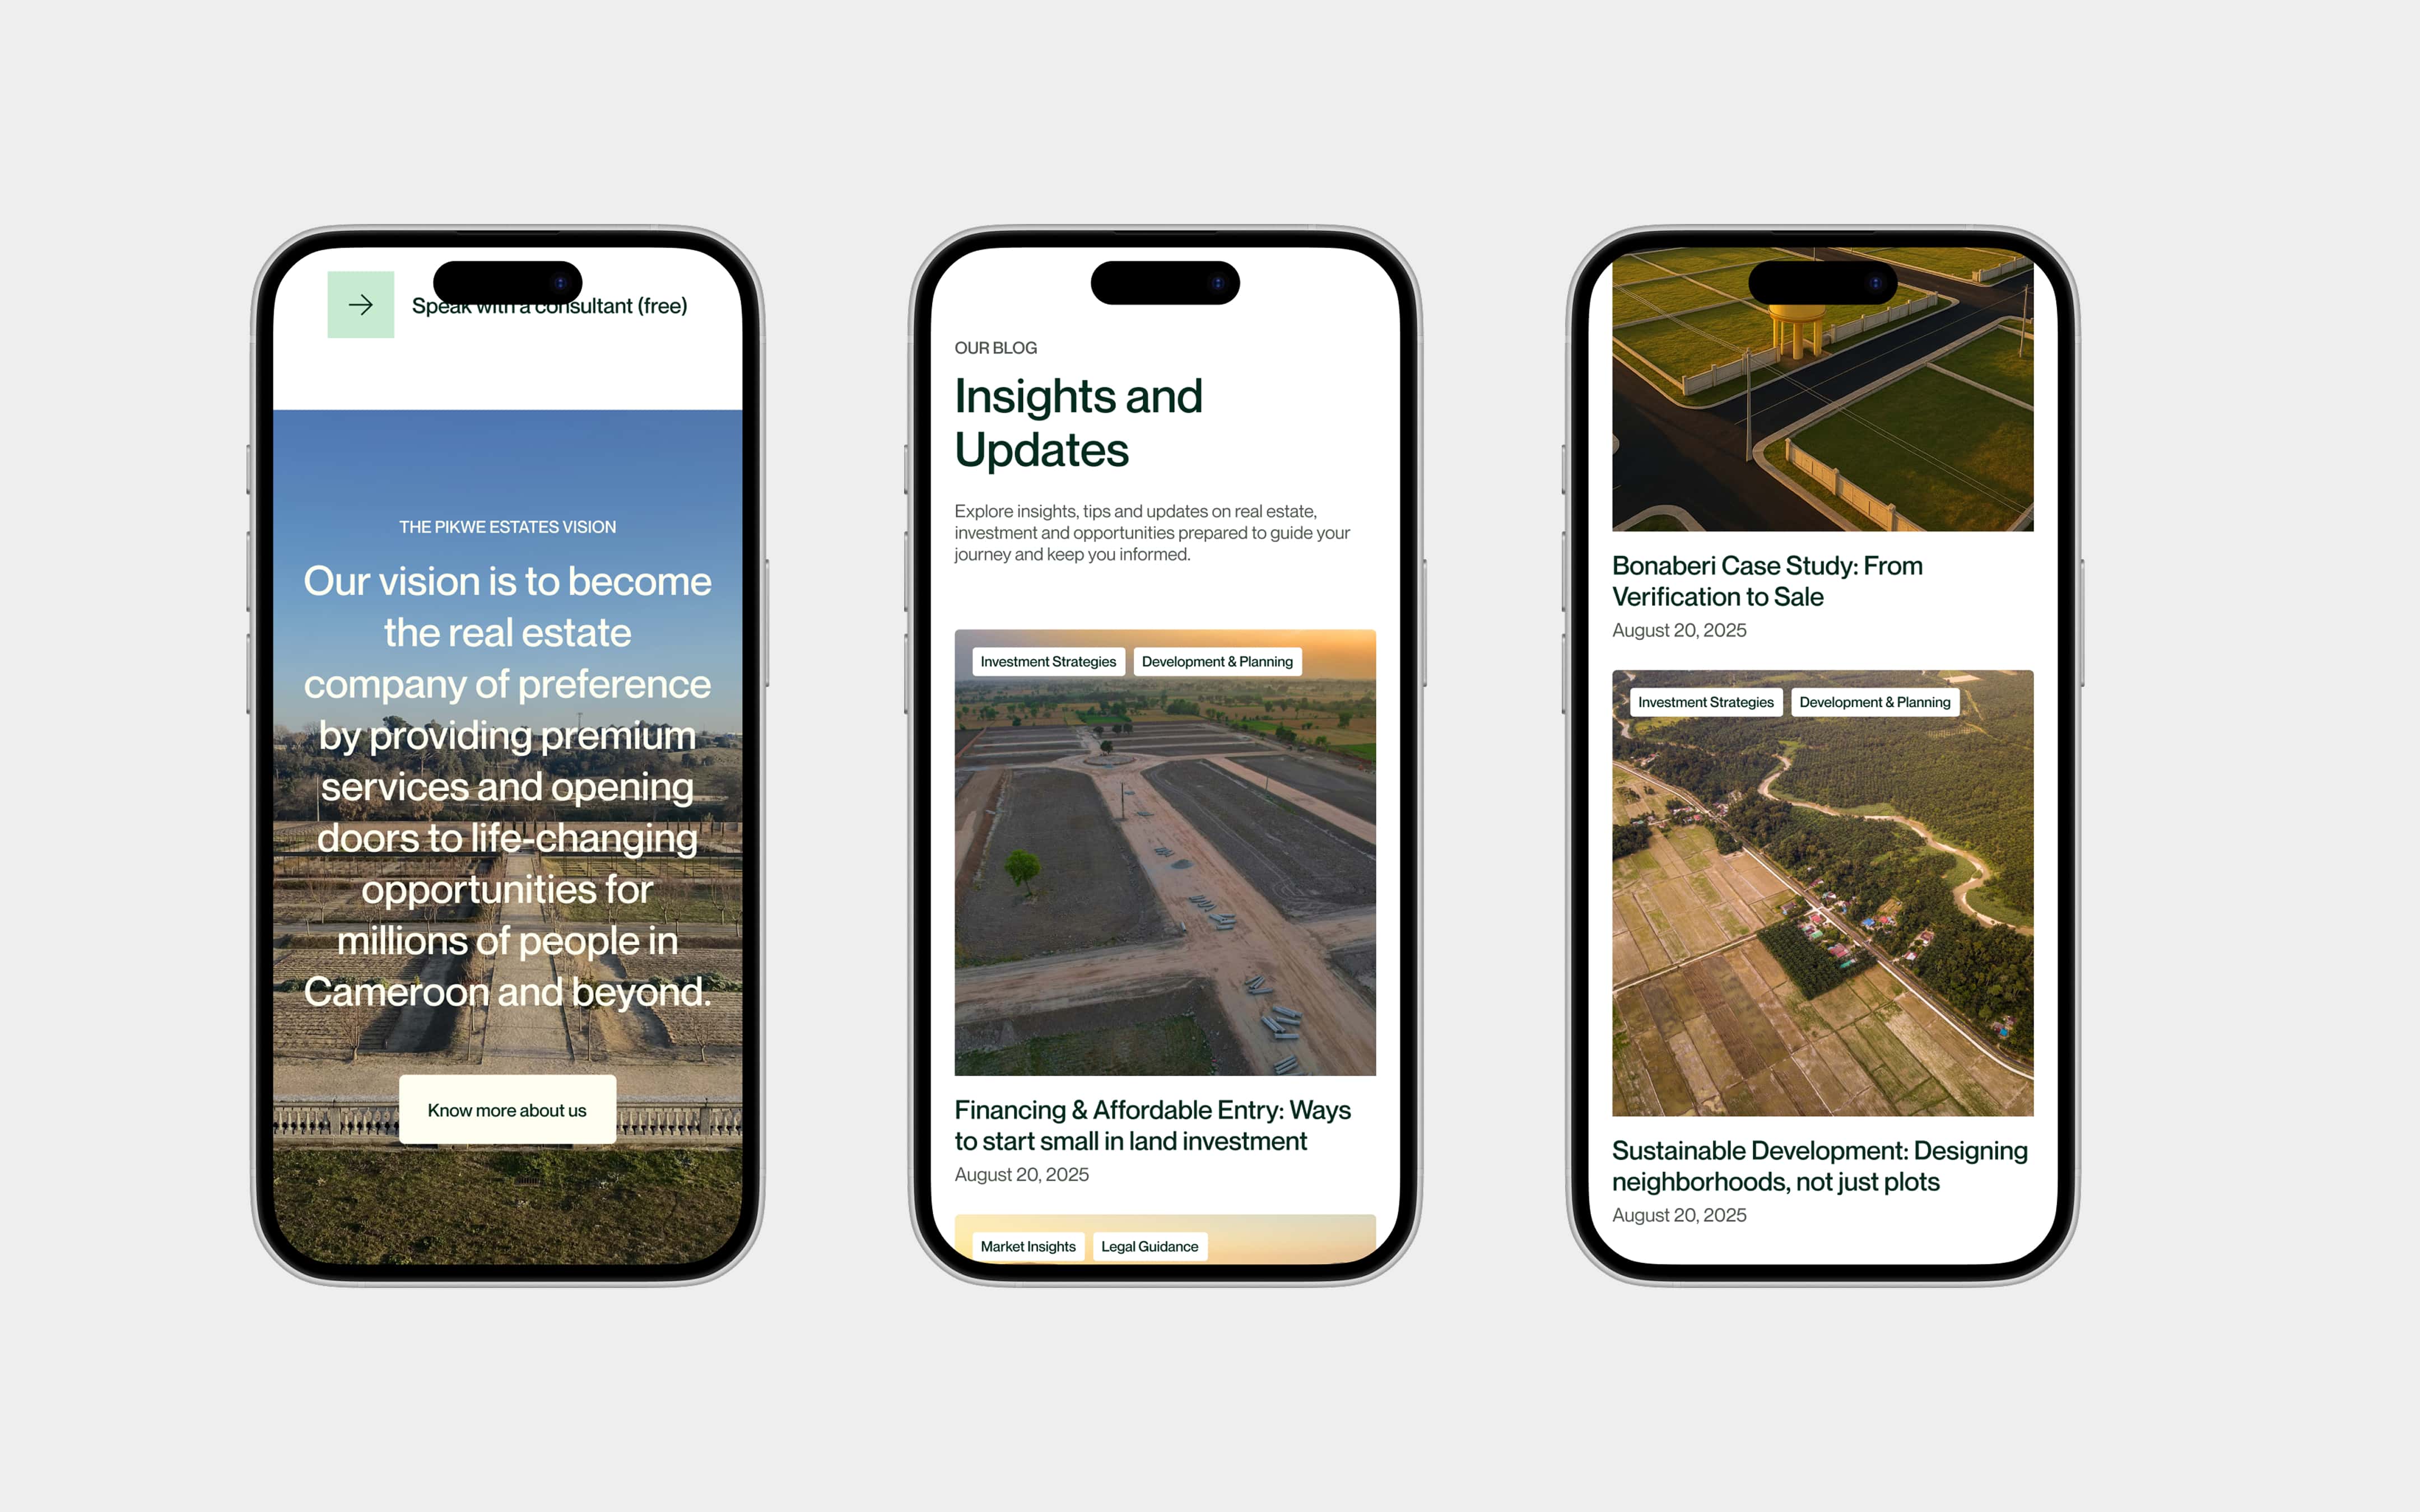 Speak with a consultant (free)
THE PIKWE ESTATES VISION
Our vision is to become
the real estate
company of preference
by providing premium
services and opening
doors to life-changing
opportunities for
millions of people in
Cameroon and beyond.
Know more about us
OUR BLOG
Insights and
Updates
Explore insights, tips and updates on real estate,
investment and opportunities prepared to guide your
journey and keep you informed.
Investment Strategies
Development & Planning
Financing & Affordable Entry: Ways
to start small in land investment
August 20, 2025
Market Insights
Legal Guidance
Bonaberi Case Study: From
Verification to Sale
August 20, 2025
Investment Strategies
Development & Planning
Sustainable Development: Designing
neighborhoods, not just plots
August 20, 2025